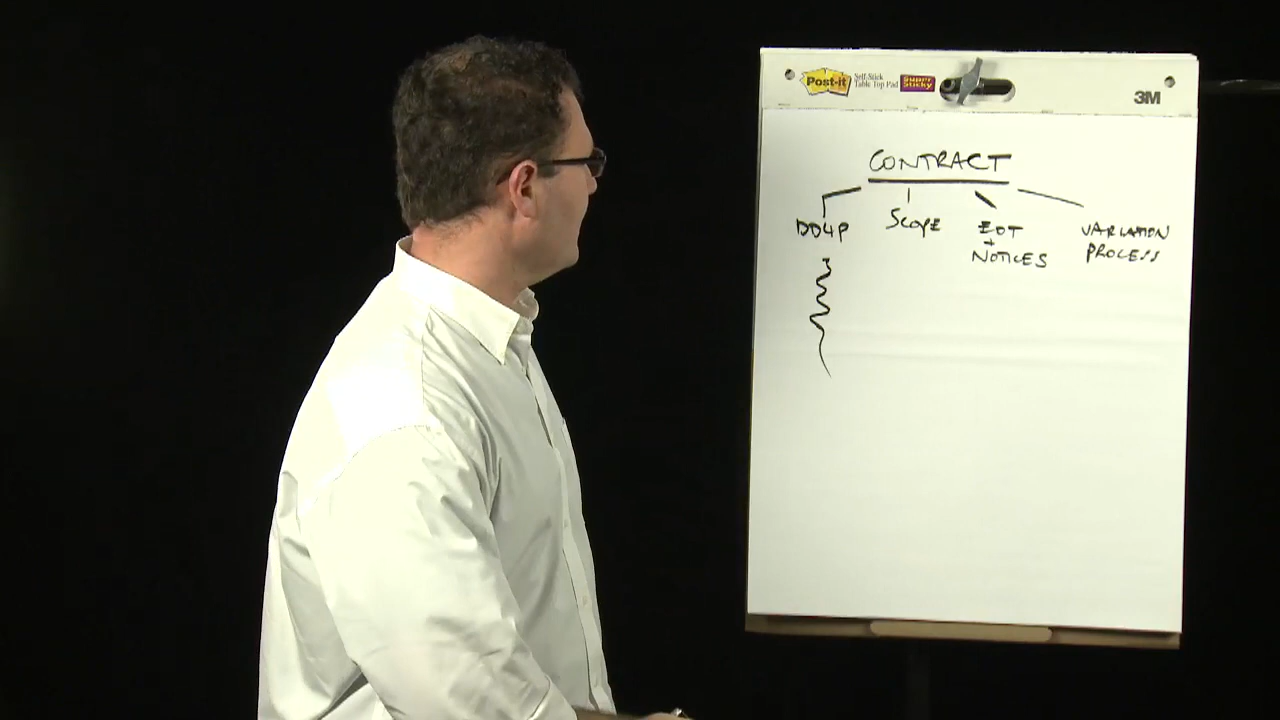 Post-it
Self-Stick
Table Top Pad
Super
Sticky
3M
CONTRACT
DD4P
SCOPE
EOT
+
NOTICES
VARIATION
PROCESS